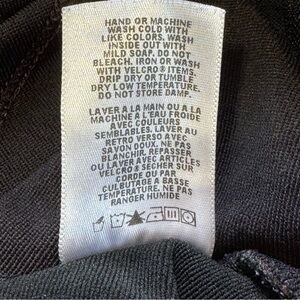 HAND OR MACHINE
WASH COLD WITH
LIKE COLORS. WASH
INSIDE OUT WITH
MILD SOAP. DO NOT
BLEACH, IRON OR WASH
WITH VELCRO® ITEMS.
DRIP DRY OR TUMBLE
DRY LOW TEMPERATURE.
DO NOT STORE DAMP.
LAVER A LA MAIN OU A LA
MACHINE A L'EAU FROIDE
AVEC COULEURS
SEMBLABLES. LAVER AU
RETRO VERSO AVEC
SAVON DOUX. NE PAS
BLANCHIR, REPASSER
OU LAVER AVEC ARTICLES
VELCRO® SÉCHER SUR
CORDE OU PAR
CULBUTAGE A BASSE
TEMPERATURE. NE PAS
RANGER HUMIDE